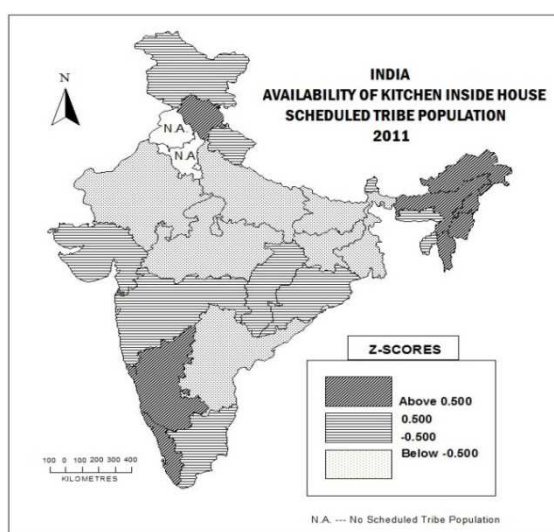 INDIA
AVAILABILITY OF KITCHEN INSIDE HOUSE
SCHEDULED TRIBE POPULATION
2011
N
N.A.
N.A
Z-SCORES
Above 0.500
0.500
-0.500
Below -0.500
100 0 100 200 300 400
KILOMETRES
N.A. --- No Scheduled Tribe Population